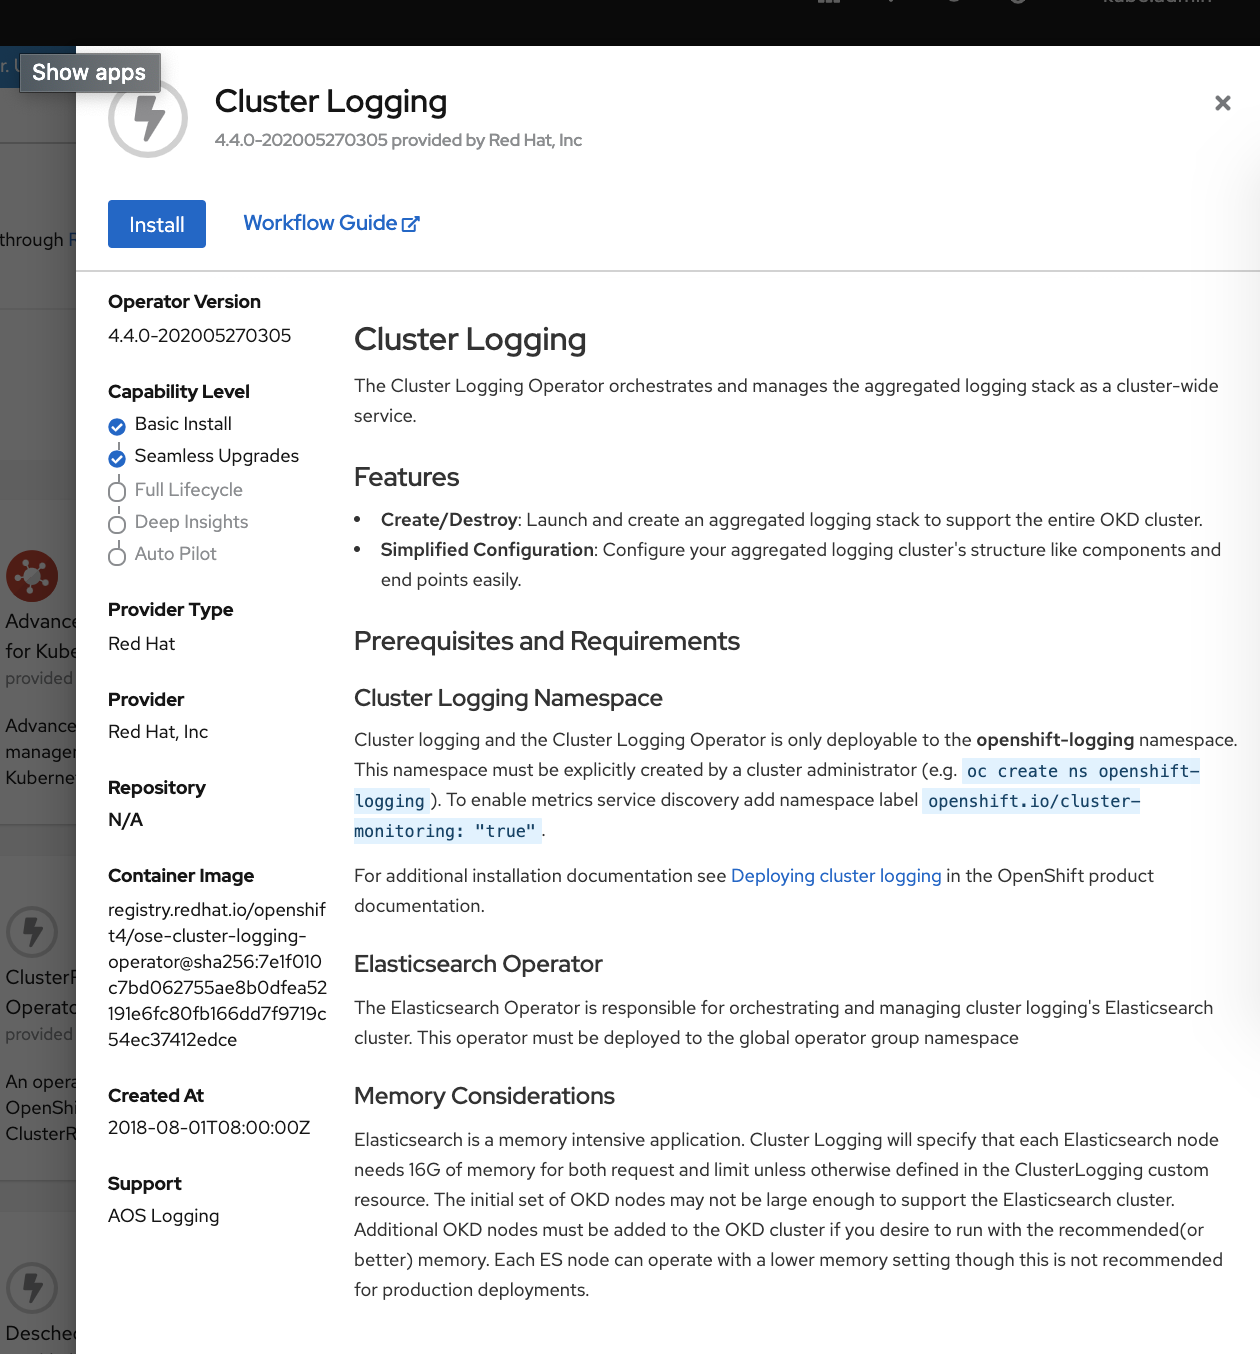 Show apps
Cluster Logging
4.4.0-202005270305 provided by Red Hat, Inc
Install
Workflow Guide
through
Operator Version
4.4.0-202005270305
Capability Level
Basic Install
Seamless Upgrades
Full Lifecycle
Deep Insights
Auto Pilot
Provider Type
Red Hat
Provider
Red Hat, Inc
Repository
N/A
Container Image
registry.redhat.io/openshif
t4/ose-cluster-logging-
operator@sha256:7e1f010
c7bd062755ae8b0dfea52
191e6fc80fb166dd7f9719c
54ec37412edce
Created At
2018-08-01T08:00:00Z
Support
AOS Logging
Cluster Logging
The Cluster Logging Operator orchestrates and manages the aggregated logging stack as a cluster-wide
service.
Features
• Create/Destroy: Launch and create an aggregated logging stack to support the entire OKD cluster.
• Simplified Configuration: Configure your aggregated logging cluster's structure like components and
end points easily.
Prerequisites and Requirements
Cluster Logging Namespace
Cluster logging and the Cluster Logging Operator is only deployable to the openshift-logging namespace.
This namespace must be explicitly created by a cluster administrator (e.g. oc create ns openshift-
logging ). To enable metrics service discovery add namespace label openshift.io/cluster-
monitoring: "true" .
For additional installation documentation see Deploying cluster logging in the OpenShift product
documentation.
Elasticsearch Operator
The Elasticsearch Operator is responsible for orchestrating and managing cluster logging's Elasticsearch
cluster. This operator must be deployed to the global operator group namespace
Memory Considerations
Elasticsearch is a memory intensive application. Cluster Logging will specify that each Elasticsearch node
needs 16G of memory for both request and limit unless otherwise defined in the ClusterLogging custom
resource. The initial set of OKD nodes may not be large enough to support the Elasticsearch cluster.
Additional OKD nodes must be added to the OKD cluster if you desire to run with the recommended(or
better) memory. Each ES node can operate with a lower memory setting though this is not recommended
for production deployments.
Advance
for Kube
provided
Advance
manager
Kuberne
ClusterR
Operato
provided
An opera
OpenShi
ClusterR
Desched